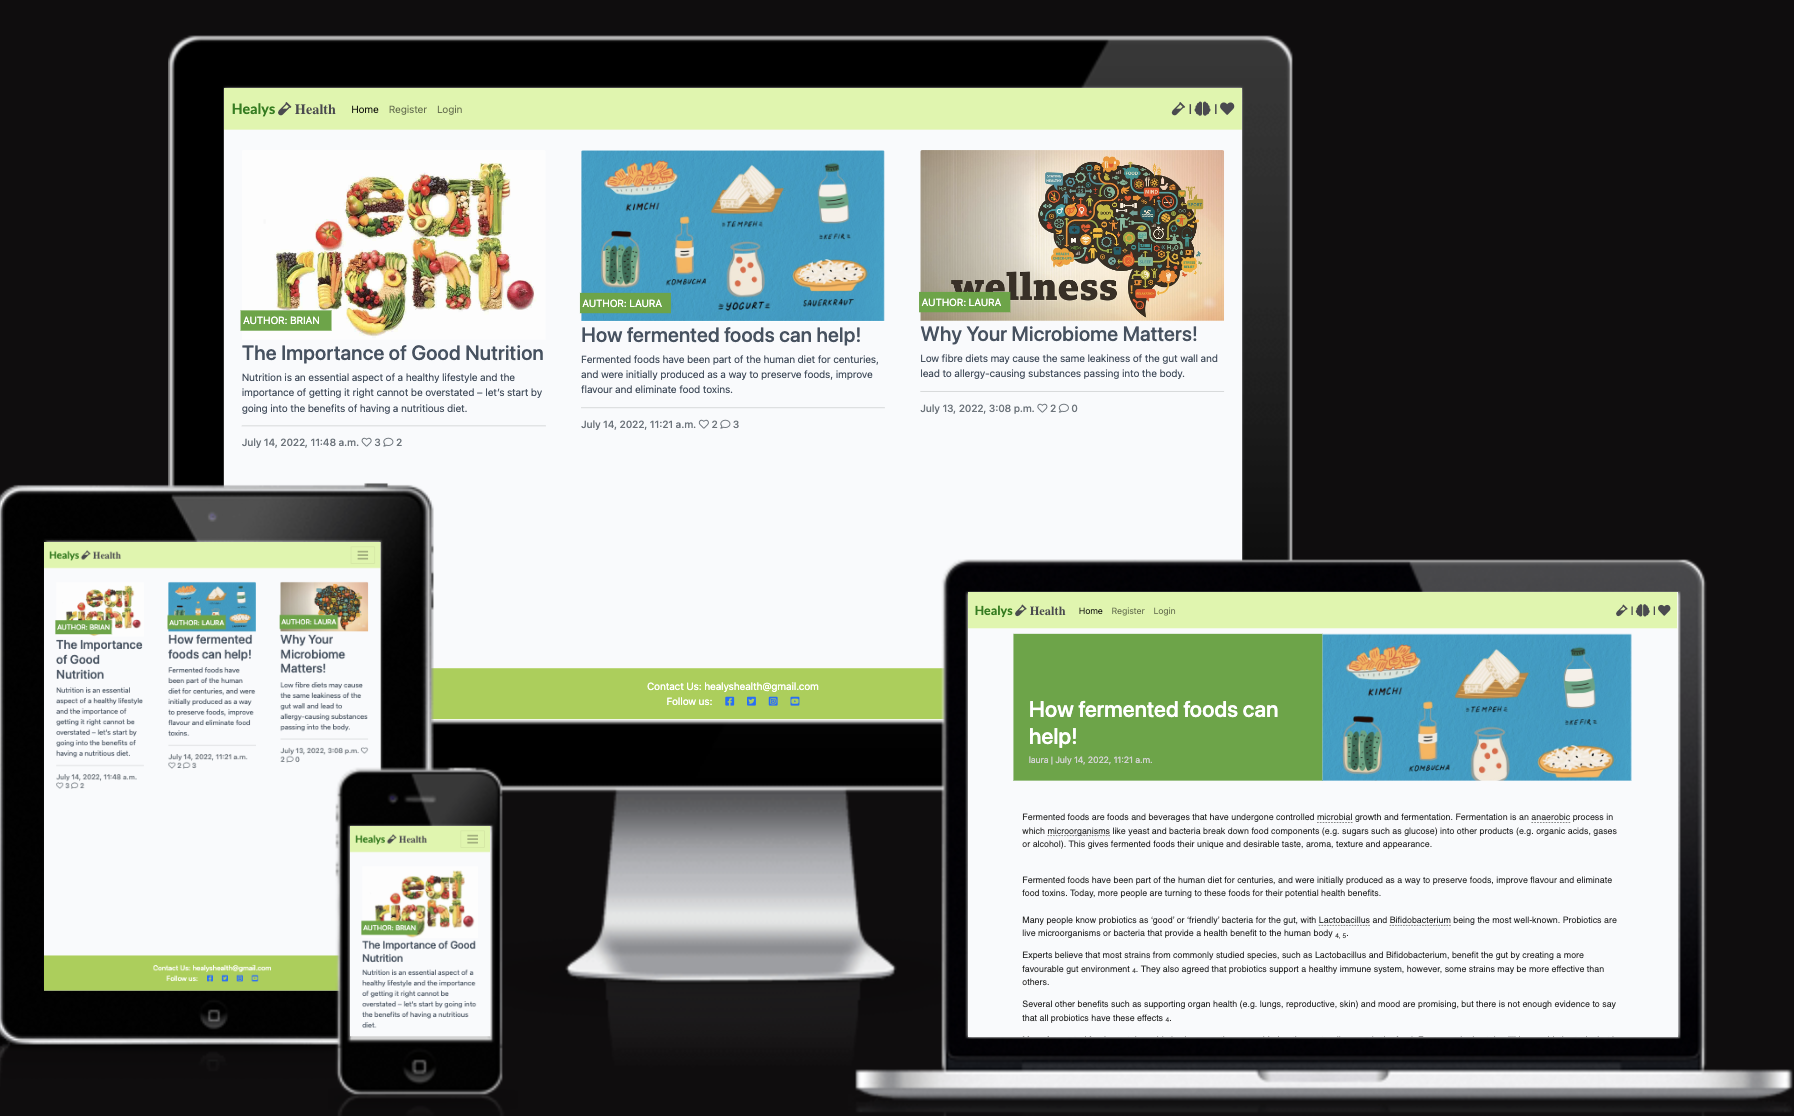 Healys Health Home Register Login
eat right.
AUTHOR: BRIAN
The Importance of Good Nutrition
Nutrition is an essential aspect of a healthy lifestyle and the
importance of getting it right cannot be overstated – let's start by
going into the benefits of having a nutritious diet.
July 14, 2022, 11:48 a.m. 3 2
KIMCHI
=TEMPEH=
=KEFIR=
KOMBUCHA
=YOGURT=
SAUERKRAUT
AUTHOR: LAURA
How fermented foods can help!
Fermented foods have been part of the human diet for centuries,
and were initially produced as a way to preserve foods, improve
flavour and eliminate food toxins.
July 14, 2022, 11:21 a.m. 2 3
FOOD
MIND
BODY
wellness
AUTHOR: LAURA
Why Your Microbiome Matters!
Low fibre diets may cause the same leakiness of the gut wall and
lead to allergy-causing substances passing into the body.
July 13, 2022, 3:08 p.m. 2 0
Contact Us: healyshealth@gmail.com
Follow us:
Healys Health
eat right.
AUTHOR: BRIAN
The Importance
of Good
Nutrition
Nutrition is an essential
aspect of a healthy lifestyle
and the importance of
getting it right cannot be
overstated – let's start by
going into the benefits of
having a nutritious diet.
July 14, 2022, 11:48 a.m.
3 2
AUTHOR: LAURA
How fermented
foods can help!
Fermented foods have
been part of the human
diet for centuries, and were
initially produced as a way
to preserve foods, improve
flavour and eliminate food
toxins.
July 14, 2022, 11:21 a.m.
2 3
AUTHOR: LAURA
Why Your
Microbiome
Matters!
Low fibre diets may cause
the same leakiness of the
gut wall and lead to
allergy-causing substances
passing into the body.
July 13, 2022, 3:08 p.m.
2 0
Contact Us: healyshealth@gmail.com
Follow us:
Healys Health
eat right.
AUTHOR: BRIAN
The Importance of Good
Nutrition
Nutrition is an essential aspect of a
healthy lifestyle and the importance
of getting it right cannot be
overstated – let's start by going into
the benefits of having a nutritious
diet.
Healys Health Home Register Login
How fermented foods can
help!
laura | July 14, 2022, 11:21 a.m.
KIMCHI
=TEMPEH=
=KEFIR=
KOMBUCHA
Fermented foods are foods and beverages that have undergone controlled microbial growth and fermentation. Fermentation is an anaerobic process in
which microorganisms like yeast and bacteria break down food components (e.g. sugars such as glucose) into other products (e.g. organic acids, gases
or alcohol). This gives fermented foods their unique and desirable taste, aroma, texture and appearance.
Fermented foods have been part of the human diet for centuries, and were initially produced as a way to preserve foods, improve flavour and eliminate
food toxins. Today, more people are turning to these foods for their potential health benefits.
Many people know probiotics as 'good' or 'friendly' bacteria for the gut, with Lactobacillus and Bifidobacterium being the most well-known. Probiotics are
live microorganisms or bacteria that provide a health benefit to the human body 4, 5.
Experts believe that most strains from commonly studied species, such as Lactobacillus and Bifidobacterium, benefit the gut by creating a more
favourable gut environment 4. They also agreed that probiotics support a healthy immune system, however, some strains may be more effective than
others.
Several other benefits such as supporting organ health (e.g. lungs, reproductive, skin) and mood are promising, but there is not enough evidence to say
that all probiotics have these effects 4.